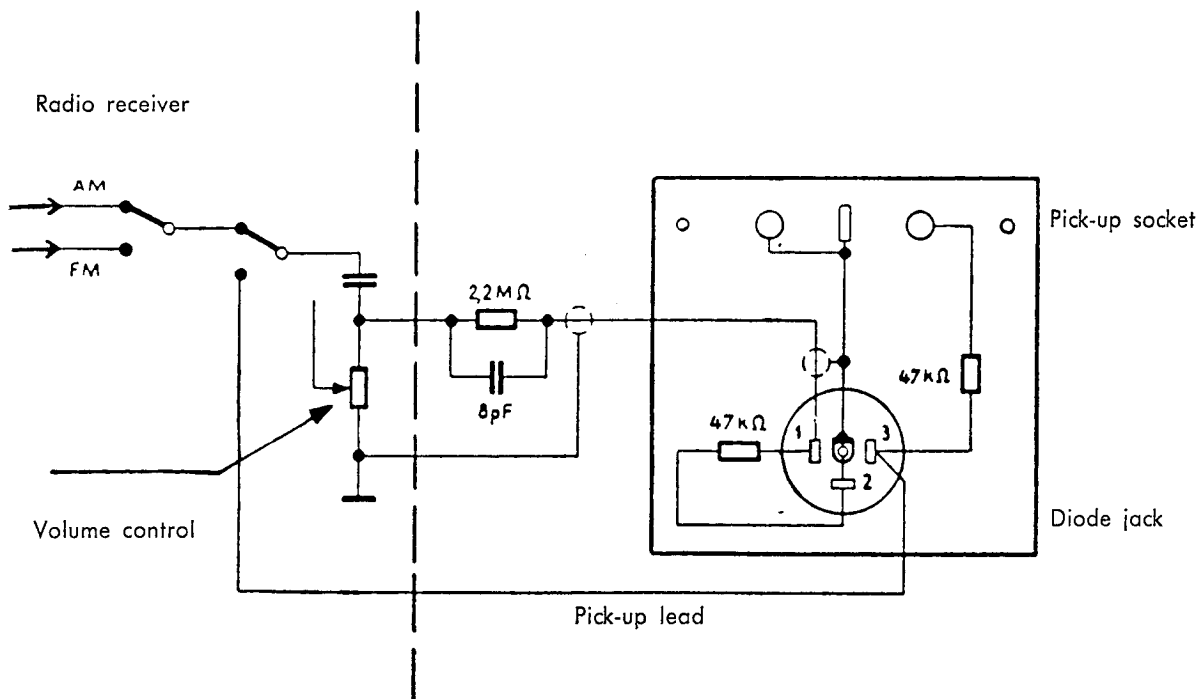 Radio receiver
AM
FM
2,2MΩ
8pF
Pick-up socket
47kΩ
47kΩ
1
3
2
Volume control
Diode jack
Pick-up lead